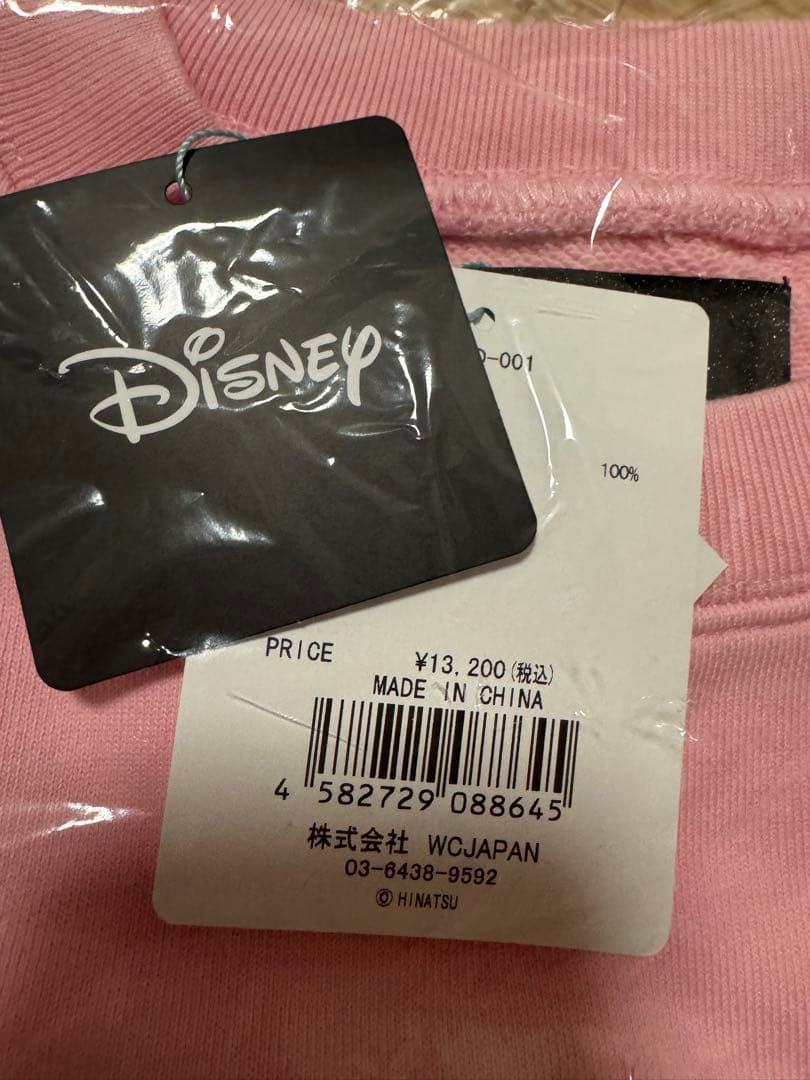 Disney
-001
100%
PRICE ¥13,200(税込)
MADE IN CHINA
4 582729 088645
株式会社 WCJAPAN
03-6438-9592
© HINATSU